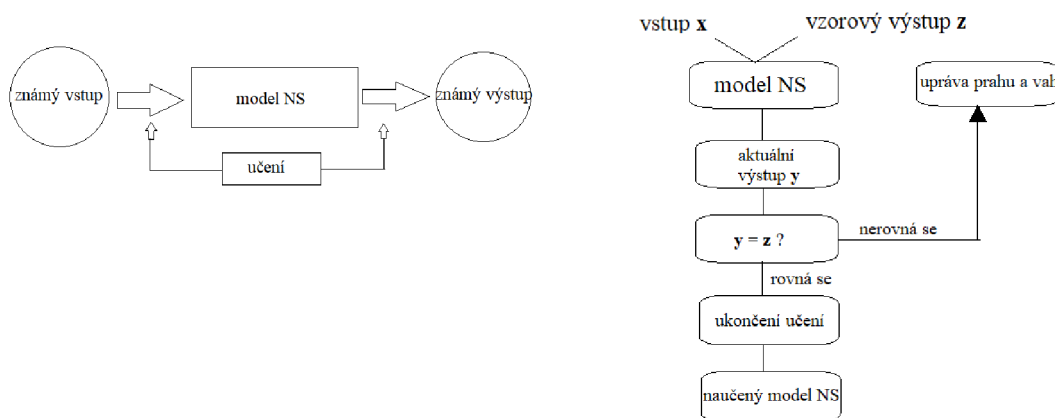 známý vstup
model NS
známý výstup
učení
vstup x
vzorový výstup z
model NS
upráva prahu a vah
aktuální
výstup y
y = z ?
nerovná se
rovná se
ukončení učení
naučený model NS